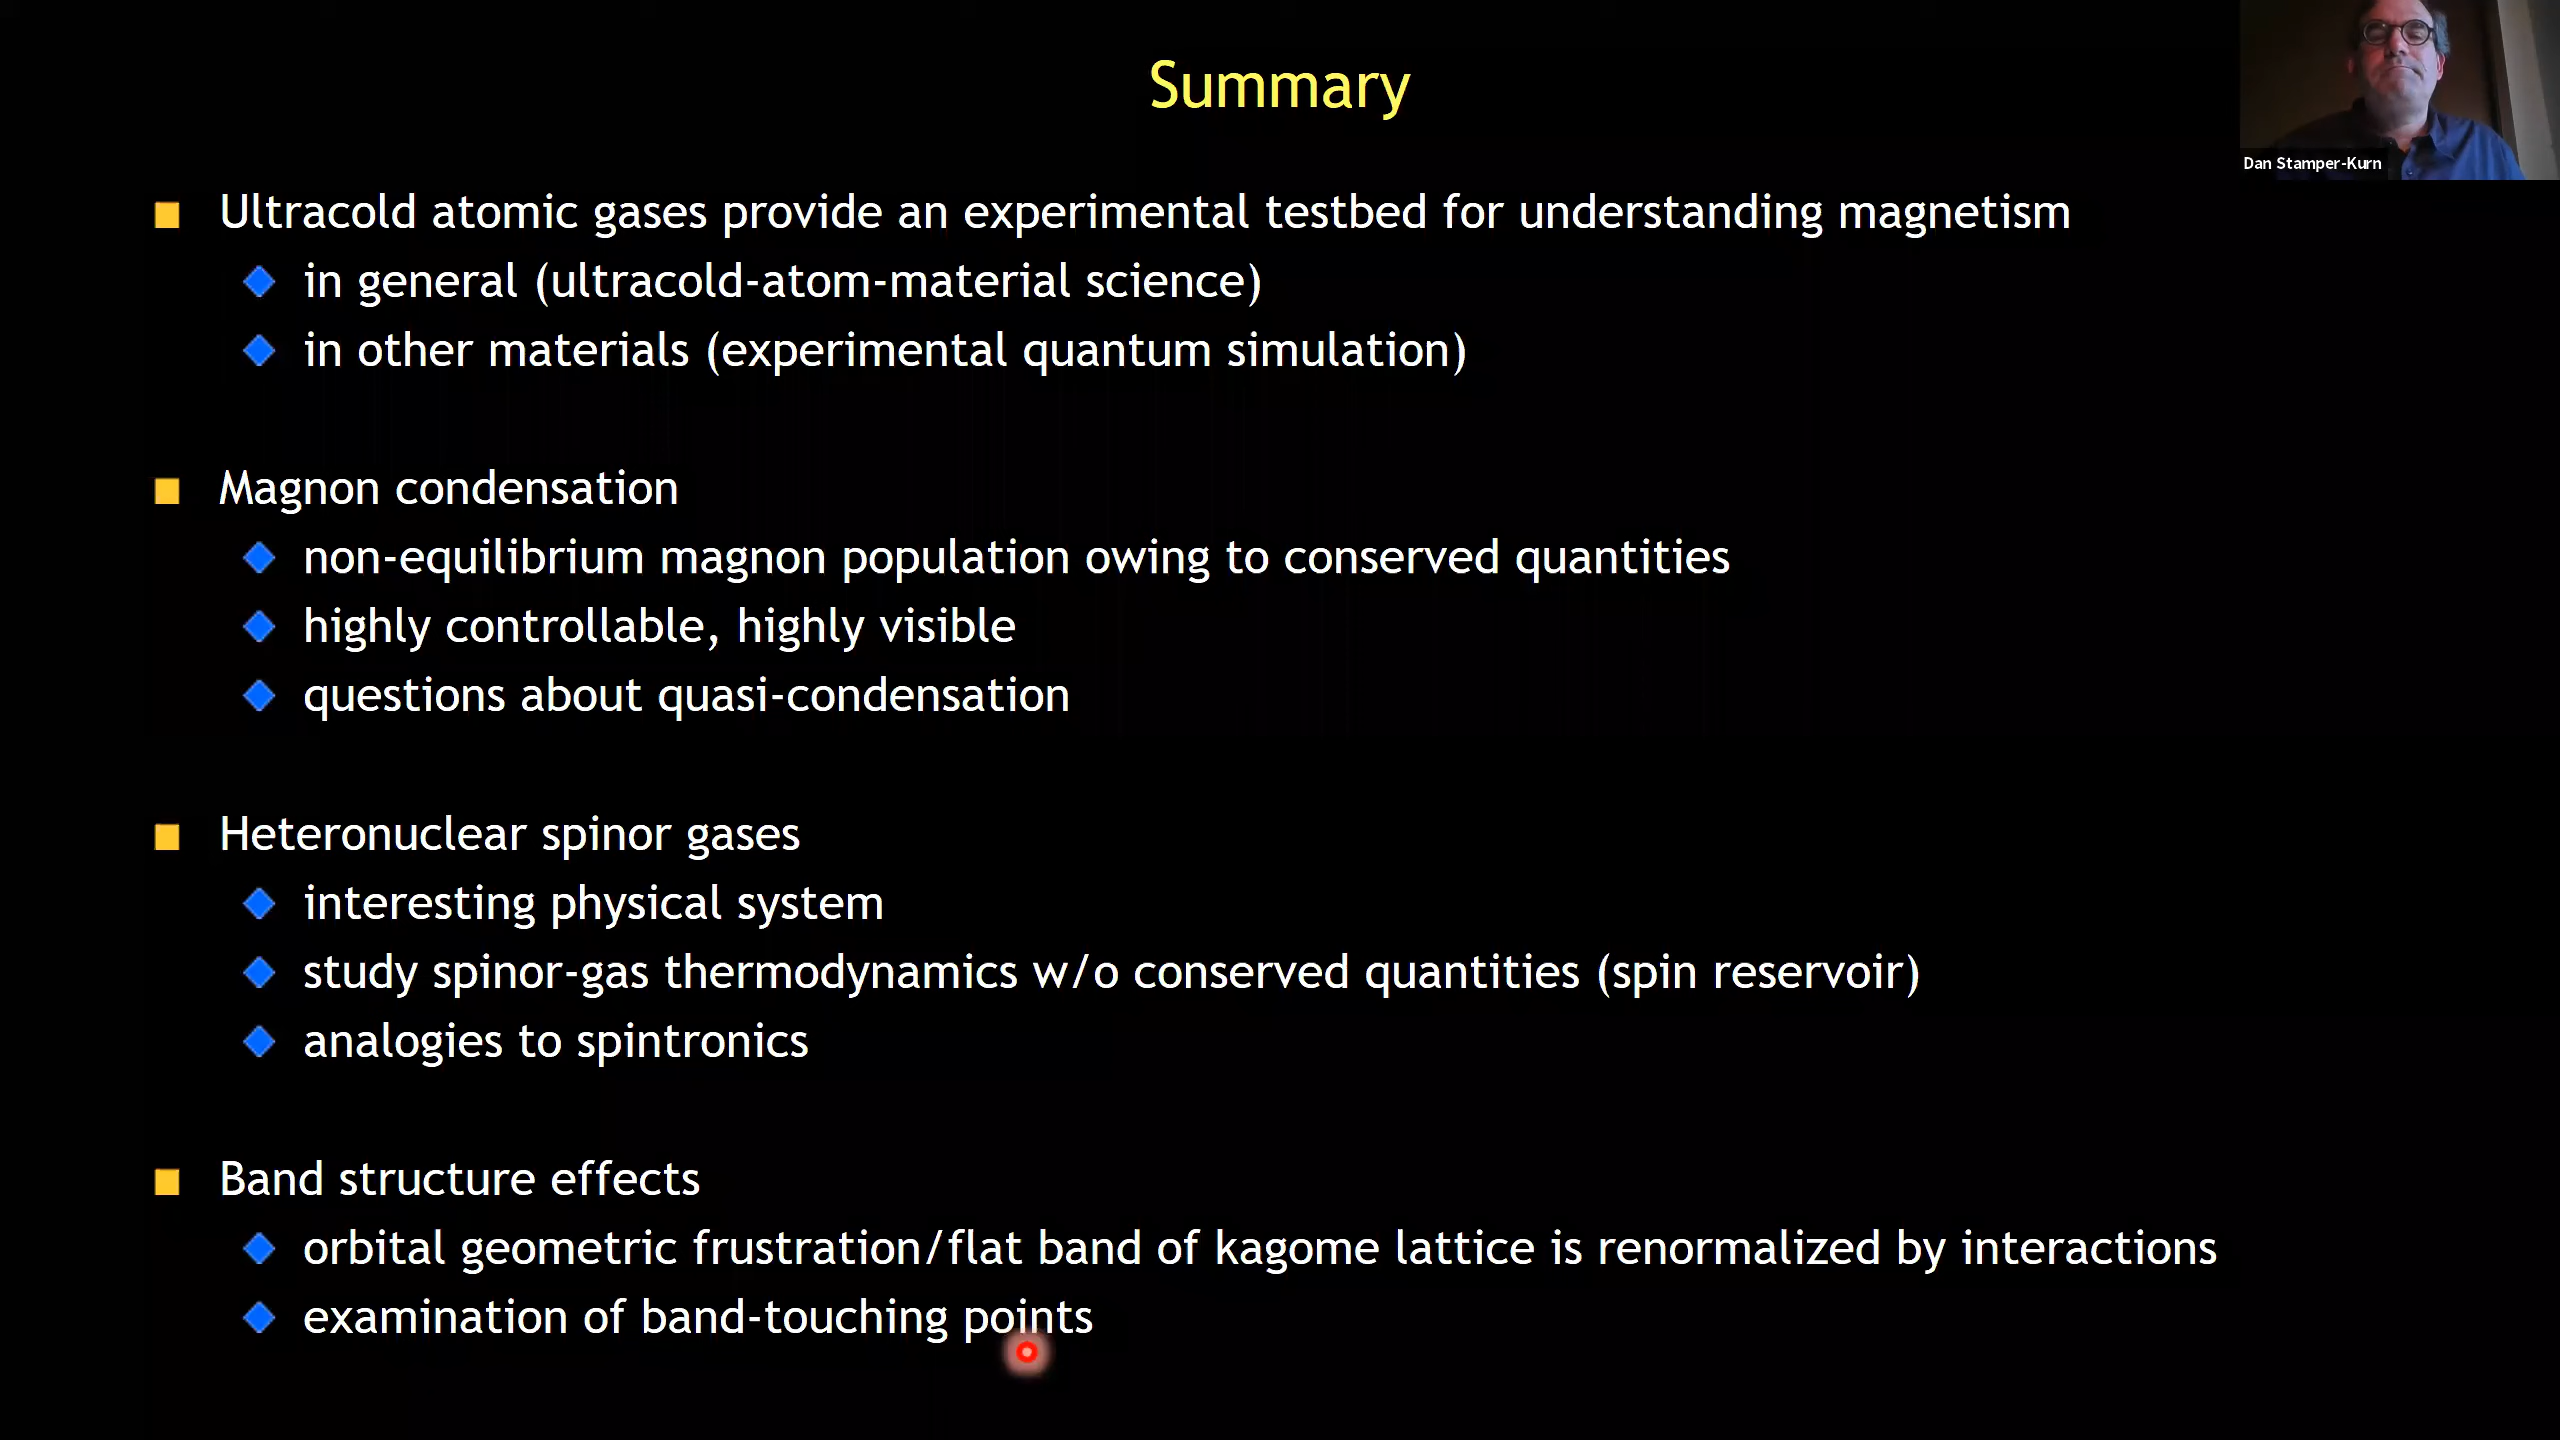 Summary
Dan Stamper-Kurn
Ultracold atomic gases provide an experimental testbed for understanding magnetism
in general (ultracold-atom-material science)
in other materials (experimental quantum simulation)
Magnon condensation
non-equilibrium magnon population owing to conserved quantities
highly controllable, highly visible
questions about quasi-condensation
Heteronuclear spinor gases
interesting physical system
study spinor-gas thermodynamics w/o conserved quantities (spin reservoir)
analogies to spintronics
Band structure effects
orbital geometric frustration/flat band of kagome lattice is renormalized by interactions
examination of band-touching points